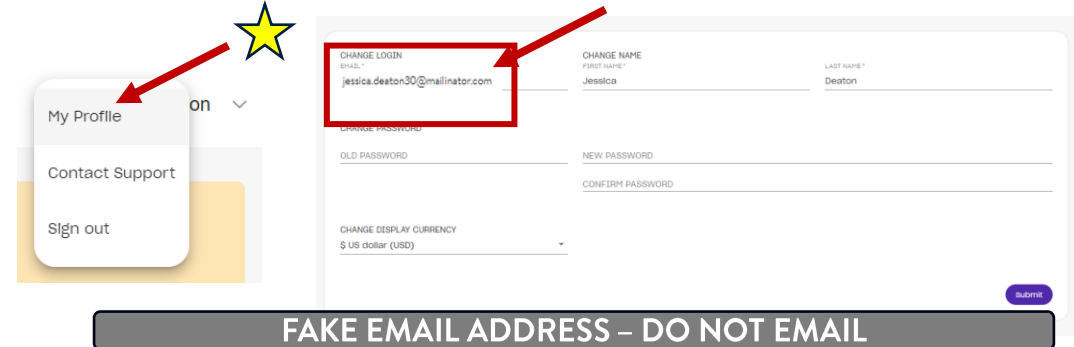 on
My Profile
Contact Support
Sign out
CHANGE LOGIN
EMAIL*
jessica.deaton30@mailinator.com
CHANGE NAME
FIRST NAME*
Jessica
LAST NAME*
Deaton
CHANGE PASSWORD
OLD PASSWORD
NEW PASSWORD
CONFIRM PASSWORD
CHANGE DISPLAY CURRENCY
$ US dollar (USD)
Submit
FAKE EMAIL ADDRESS – DO NOT EMAIL